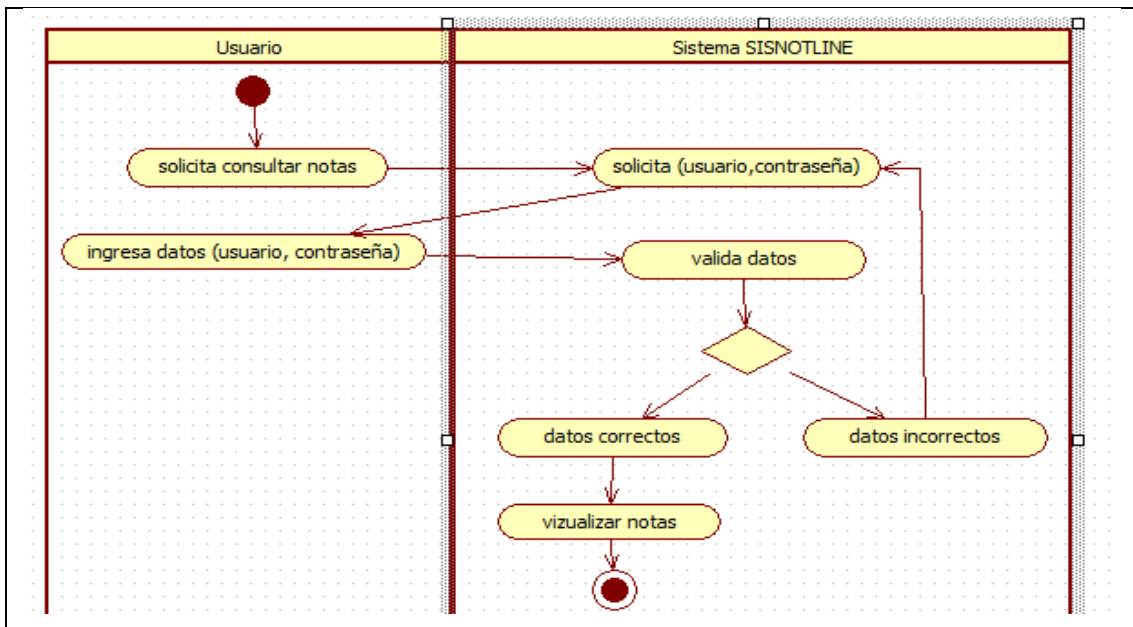 Usuario
Sistema SISNOTLINE
solicita consultar notas
solicita (usuario,contraseña)
ingresa datos (usuario, contraseña)
valida datos
datos correctos
datos incorrectos
vizualizar notas